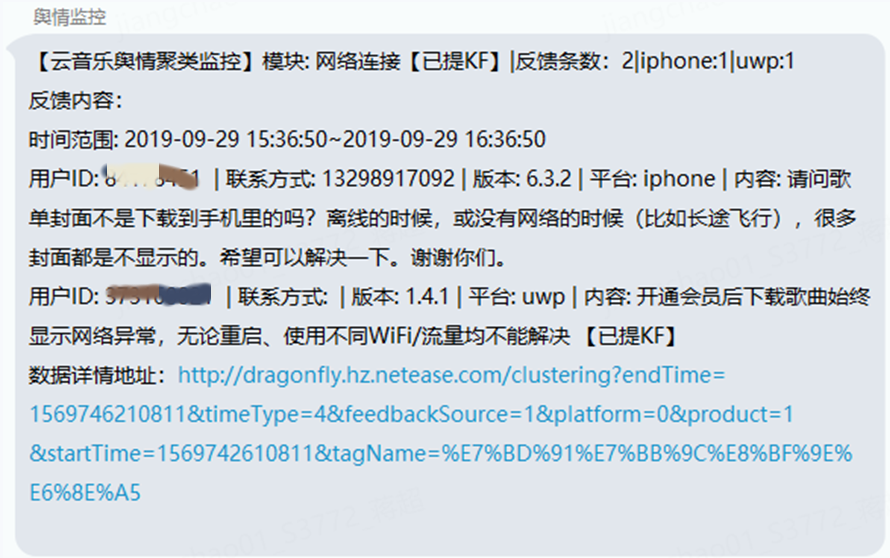 舆情监控
【云音乐舆情聚类监控】模块: 网络连接【已提KF】|反馈条数：2|iphone:1|uwp:1
反馈内容：
时间范围: 2019-09-29 15:36:50~2019-09-29 16:36:50
用户ID: | 联系方式: 13298917092 | 版本: 6.3.2 | 平台: iphone | 内容: 请问歌
单封面不是下载到手机里的吗？离线的时候，或没有网络的时候（比如长途飞行），很多
封面都是不显示的。希望可以解决一下。谢谢你们。
用户ID: | 联系方式: | 版本: 1.4.1 | 平台: uwp | 内容: 开通会员后下载歌曲始终
显示网络异常，无论重启、使用不同WiFi/流量均不能解决 【已提KF】
数据详情地址：http://dragonfly.hz.netease.com/clustering?endTime=
1569746210811&timeType=4&feedbackSource=1&platform=0&product=1
&startTime=1569742610811&tagName=%E7%BD%91%E7%BB%9C%E8%BF%9E%
E6%8E%A5